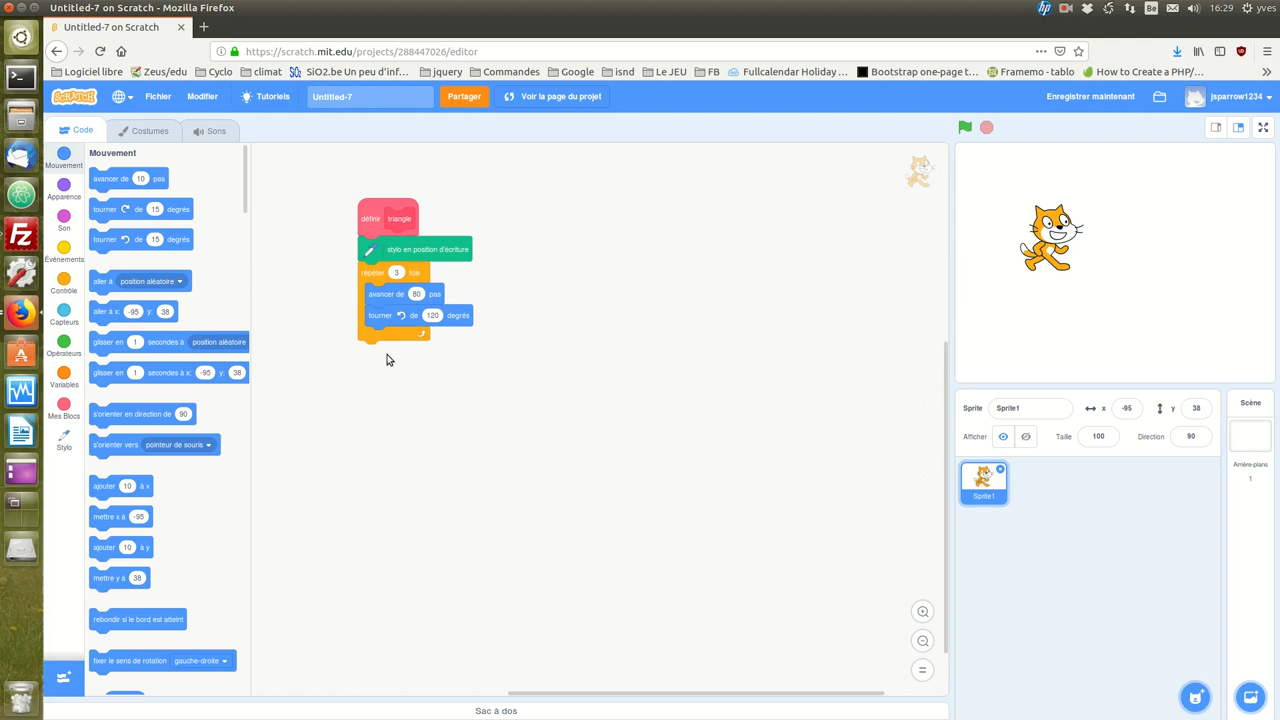 Untitled-7 on Scratch - Mozilla Firefox
Be
16:29
yves
Untitled-7 on Scratch
https://scratch.mit.edu/projects/288447026/editor
Logiciel libre
Zeus/edu
Cyclo
climat
SiO2.be Un peu d'inf…
jquery
Commandes
Google
isnd
Le JEU
FB
Fullcalendar Holiday …
Bootstrap one-page t…
Framemo - tablo
How to Create a PHP/…
SCRATCH
Fichier
Modifier
Tutoriels
Untitled-7
Partager
Voir la page du projet
Enregistrer maintenant
jsparrow1234
Code
Costumes
Sons
Mouvement
Apparence
Son
Événements
Contrôle
Capteurs
Opérateurs
Variables
Mes Blocs
Stylo
Mouvement
avancer de 10 pas
tourner de 15 degrés
tourner de 15 degrés
aller à position aléatoire
aller à x: -95 y: 38
glisser en 1 secondes à position aléatoire
glisser en 1 secondes à x: -95 y: 38
s'orienter en direction de 90
s'orienter vers pointeur de souris
ajouter 10 à x
mettre x à -95
ajouter 10 à y
mettre y à 38
rebondir si le bord est atteint
fixer le sens de rotation gauche-droite
définir triangle
stylo en position d'écriture
répéter 3 fois
avancer de 80 pas
tourner de 120 degrés
Sprite Sprite1 x -95 y 38
Afficher Taille 100 Direction 90
Sprite1
Scène
Arrière-plans
1
Sac à dos